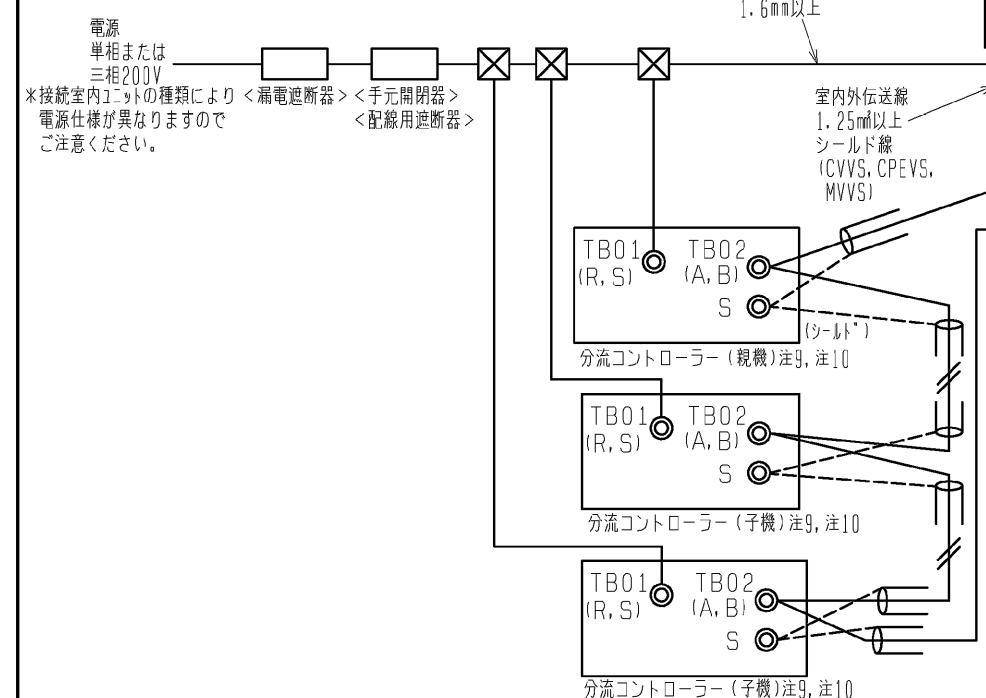 1.6mm以上
電源
単相または
三相200V
*接続室内ユニットの種類により
電源仕様が異なりますので
ご注意ください。
<漏電遮断器>
<手元開閉器>
<配線用遮断器>
室内外伝送線
1.25㎟以上
シールド線
(CVVS, CPEVS,
MVVS)
TB01
(R, S)
TB02
(A, B)
S
(シールド)
分流コントローラー(親機)注9, 注10
TB01
(R, S)
TB02
(A, B)
S
分流コントローラー(子機)注9, 注10
TB01
(R, S)
TB02
(A, B)
S
分流コントローラー(子機)注9, 注10